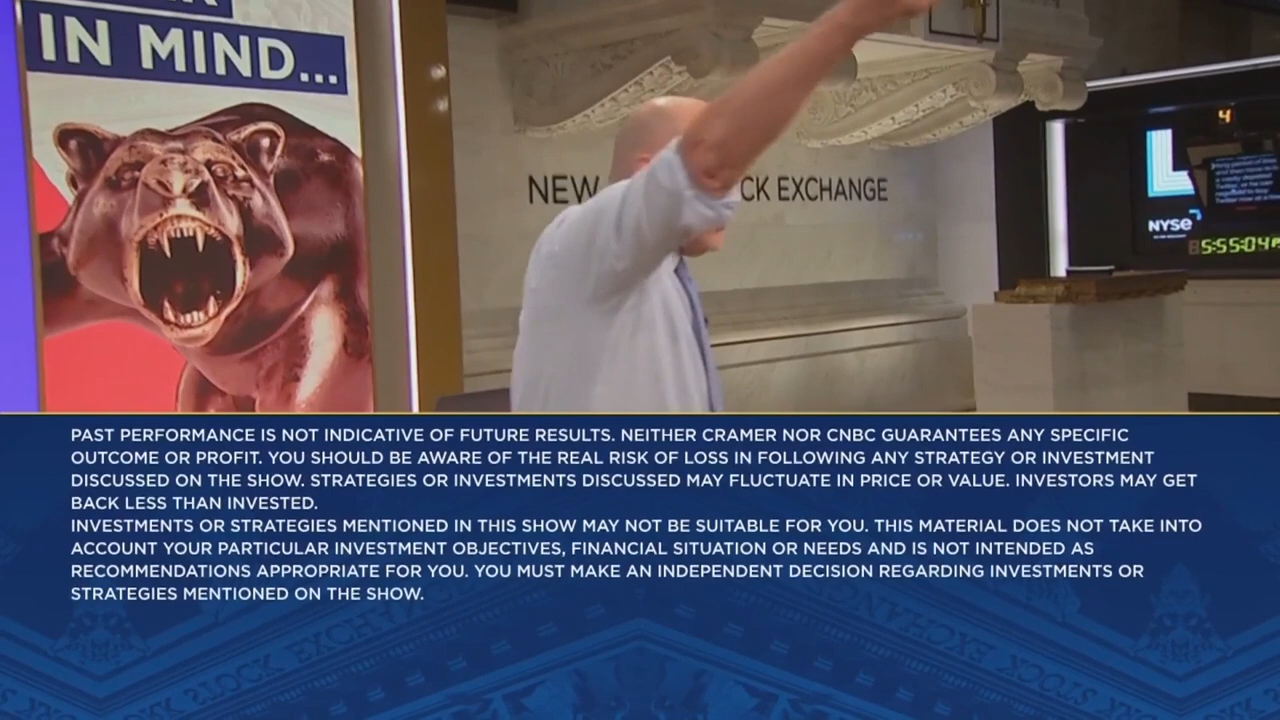 IN MIND...
NEW
CK EXCHANGE
4
NYSE
5:55:04
PAST PERFORMANCE IS NOT INDICATIVE OF FUTURE RESULTS. NEITHER CRAMER NOR CNBC GUARANTEES ANY SPECIFIC
OUTCOME OR PROFIT. YOU SHOULD BE AWARE OF THE REAL RISK OF LOSS IN FOLLOWING ANY STRATEGY OR INVESTMENT
DISCUSSED ON THE SHOW. STRATEGIES OR INVESTMENTS DISCUSSED MAY FLUCTUATE IN PRICE OR VALUE. INVESTORS MAY GET
BACK LESS THAN INVESTED.
INVESTMENTS OR STRATEGIES MENTIONED IN THIS SHOW MAY NOT BE SUITABLE FOR YOU. THIS MATERIAL DOES NOT TAKE INTO
ACCOUNT YOUR PARTICULAR INVESTMENT OBJECTIVES, FINANCIAL SITUATION OR NEEDS AND IS NOT INTENDED AS
RECOMMENDATIONS APPROPRIATE FOR YOU. YOU MUST MAKE AN INDEPENDENT DECISION REGARDING INVESTMENTS OR
STRATEGIES MENTIONED ON THE SHOW.